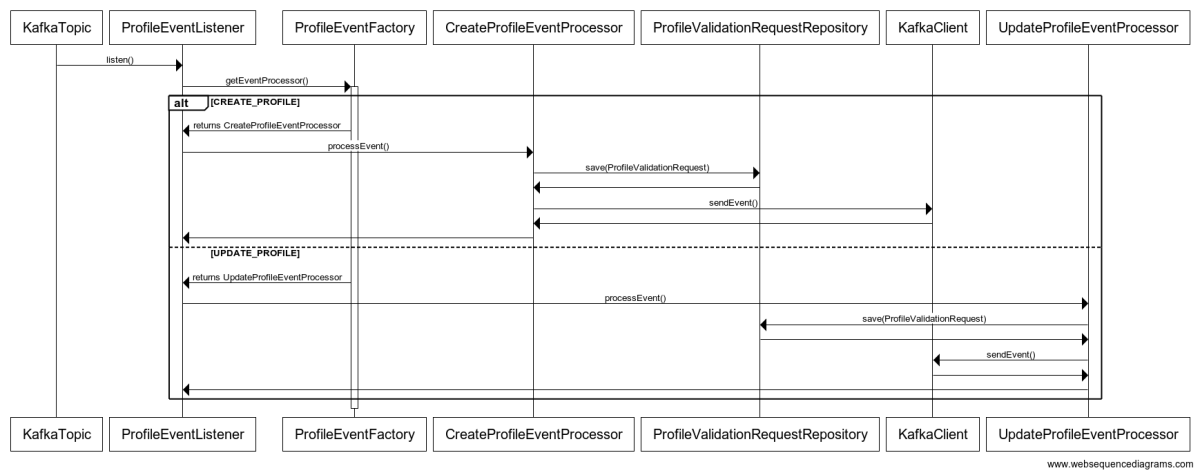 KafkaTopic ProfileEventListener ProfileEventFactory CreateProfileEventProcessor ProfileValidationRequestRepository KafkaClient UpdateProfileEventProcessor
listen()
getEventProcessor()
alt [CREATE_PROFILE]
returns CreateProfileEventProcessor
processEvent()
save(ProfileValidationRequest)
sendEvent()
[UPDATE_PROFILE]
returns UpdateProfileEventProcessor
processEvent()
save(ProfileValidationRequest)
sendEvent()
KafkaTopic ProfileEventListener ProfileEventFactory CreateProfileEventProcessor ProfileValidationRequestRepository KafkaClient UpdateProfileEventProcessor
www.websequencediagrams.com